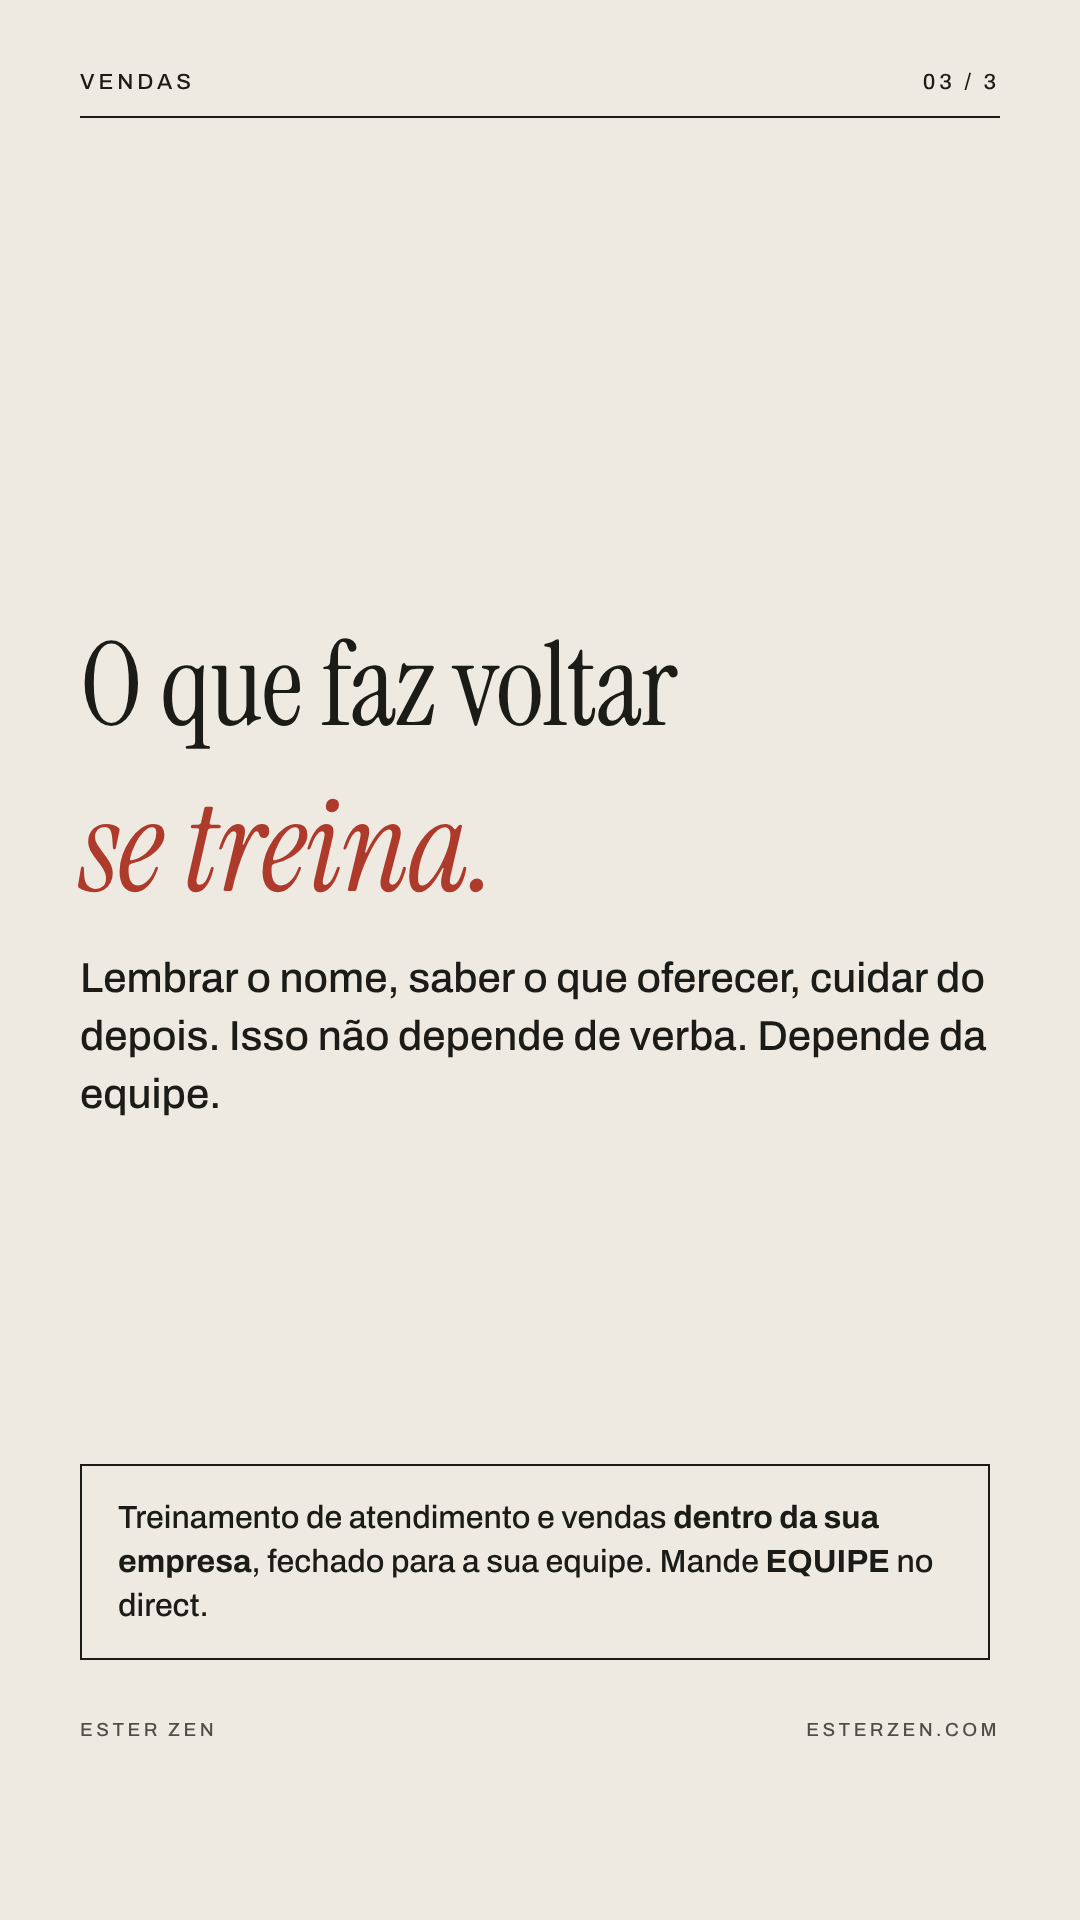 VENDAS
03 / 3
O que faz voltar
se treina.
Lembrar o nome, saber o que oferecer, cuidar do
depois. Isso não depende de verba. Depende da
equipe.
Treinamento de atendimento e vendas dentro da sua
empresa, fechado para a sua equipe. Mande EQUIPE no
direct.
ESTER ZEN
ESTERZEN.COM